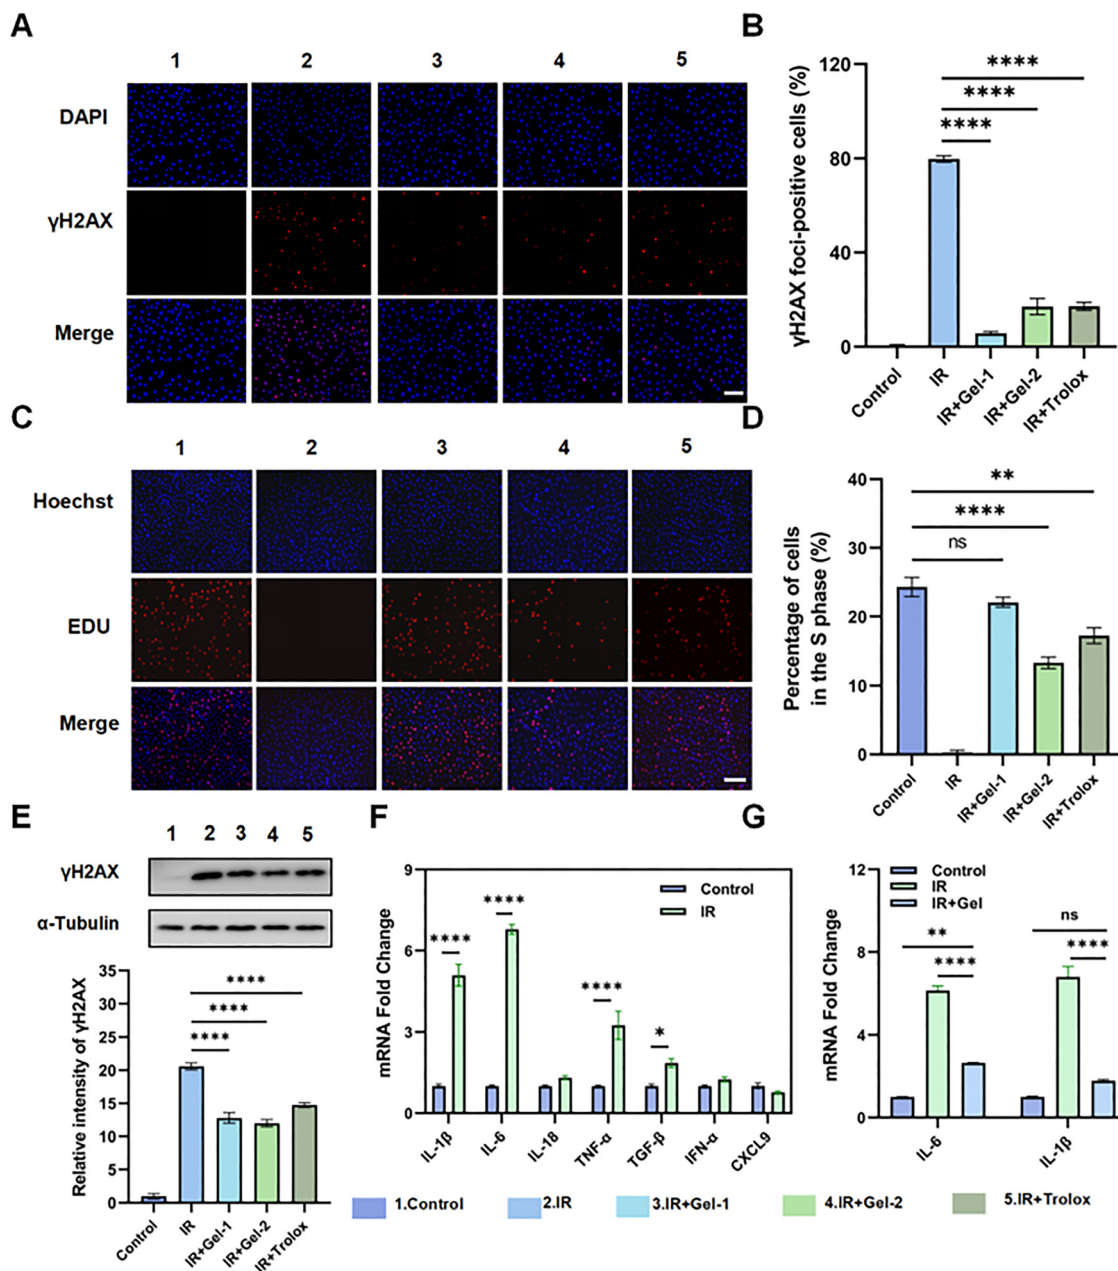 A
1 2 3 4 5
DAPI
γH2AX
Merge
B
γH2AX foci-positive cells (%)
120
80
40
0
****
****
****
Control IR IR+Gel-1 IR+Gel-2 IR+Trolox
C
1 2 3 4 5
Hoechst
EDU
Merge
D
Percentage of cells
in the S phase (%)
40
30
20
10
0
**
****
ns
Control IR IR+Gel-1 IR+Gel-2 IR+Trolox
E
1 2 3 4 5
γH2AX
α-Tubulin
Relative intensity of γH2AX
35
30
25
20
15
10
5
0
****
****
****
Control IR IR+Gel-1 IR+Gel-2 IR+Trolox
F
mRNA Fold Change
9
6
3
0
Control
IR
****
****
****
*
IL-1β IL-6 IL-18 TNF-α TGF-β IFN-α CXCL9
G
mRNA Fold Change
12
8
4
0
Control
IR
IR+Gel
**
****
ns
****
IL-6 IL-1β
1.Control 2.IR 3.IR+Gel-1 4.IR+Gel-2 5.IR+Trolox